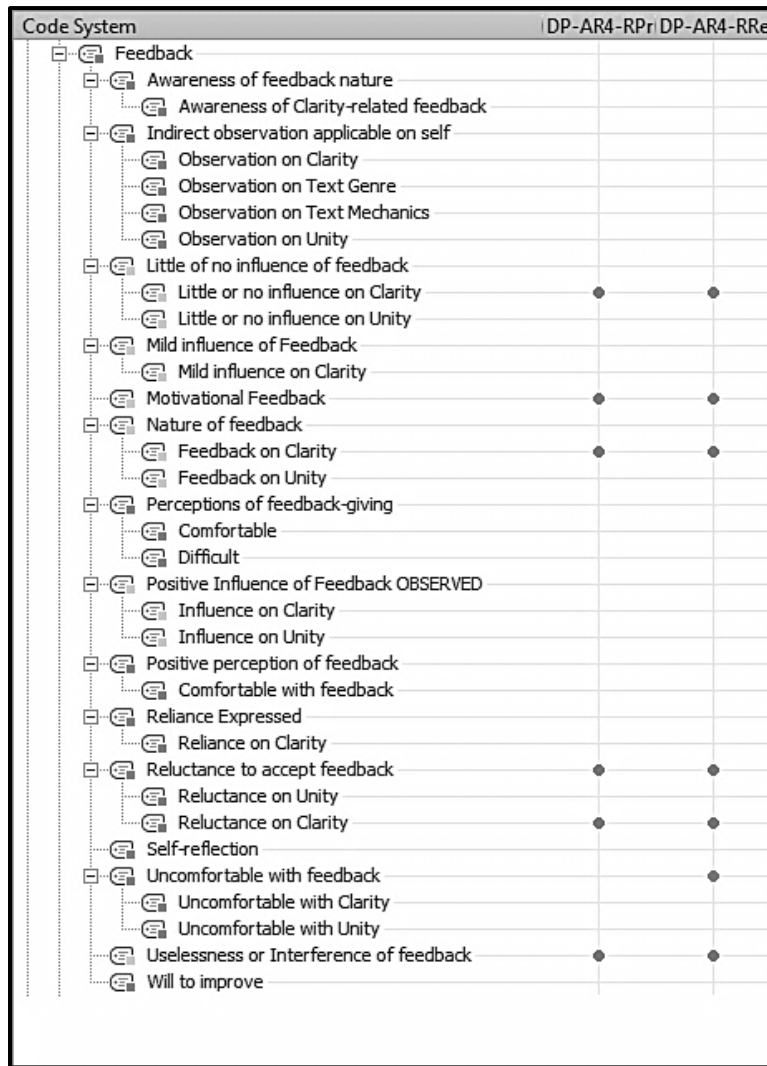 Code System DP-AR4-RPr DP-AR4-RRe
Feedback
Awareness of feedback nature
Awareness of Clarity-related feedback
Indirect observation applicable on self
Observation on Clarity
Observation on Text Genre
Observation on Text Mechanics
Observation on Unity
Little of no influence of feedback
Little or no influence on Clarity
Little or no influence on Unity
Mild influence of Feedback
Mild influence on Clarity
Motivational Feedback
Nature of feedback
Feedback on Clarity
Feedback on Unity
Perceptions of feedback-giving
Comfortable
Difficult
Positive Influence of Feedback OBSERVED
Influence on Clarity
Influence on Unity
Positive perception of feedback
Comfortable with feedback
Reliance Expressed
Reliance on Clarity
Reluctance to accept feedback
Reluctance on Unity
Reluctance on Clarity
Self-reflection
Uncomfortable with feedback
Uncomfortable with Clarity
Uncomfortable with Unity
Uselessness or Interference of feedback
Will to improve